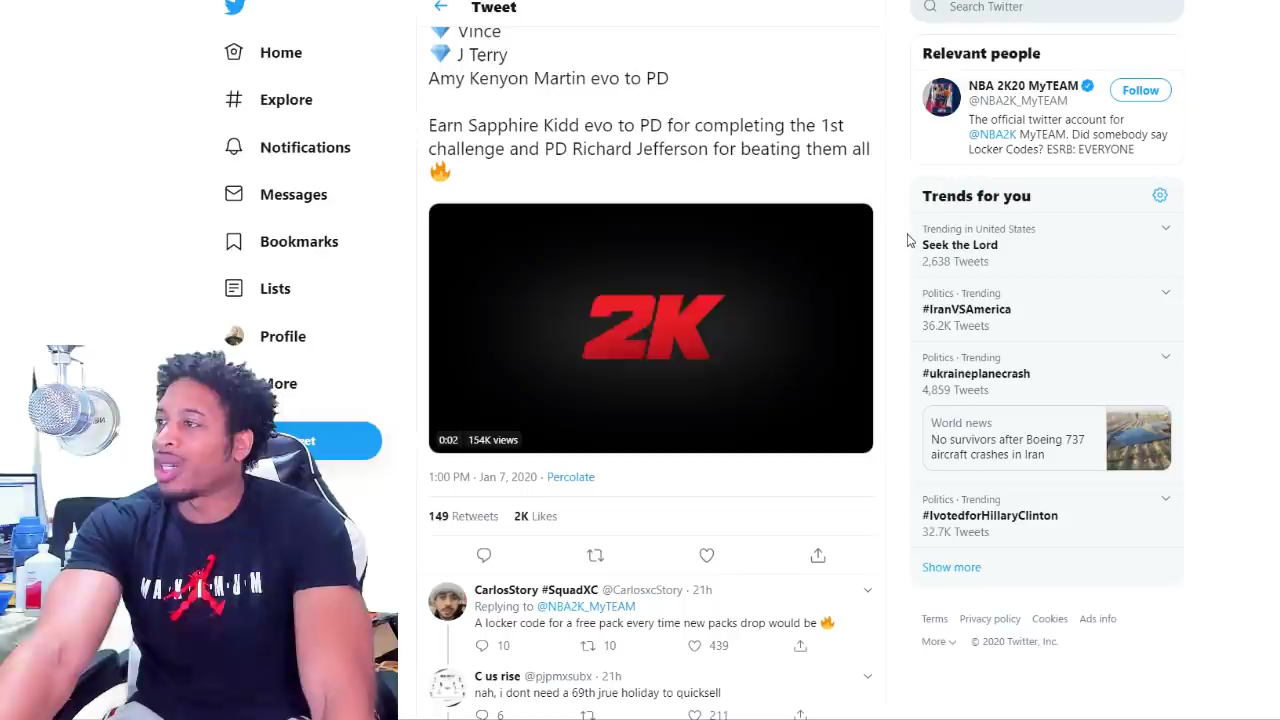 Tweet
Search Twitter
Home
Explore
Notifications
Messages
Bookmarks
Lists
Profile
More
💎 Vince
💎 J Terry
Amy Kenyon Martin evo to PD
Earn Sapphire Kidd evo to PD for completing the 1st
challenge and PD Richard Jefferson for beating them all
🔥
2K
0:02 154K views
1:00 PM · Jan 7, 2020 · Percolate
149 Retweets 2K Likes
CarlosStory #SquadXC @CarlosxcStory · 21h
Replying to @NBA2K_MyTEAM
A locker code for a free pack every time new packs drop would be 🔥
10 10 439
C us rise @pjpmxsubx · 21h
nah, i dont need a 69th jrue holiday to quicksell
6 211
Relevant people
NBA 2K20 MyTEAM
@NBA2K_MyTEAM
Follow
The official twitter account for
@NBA2K MyTEAM. Did somebody say
Locker Codes? ESRB: EVERYONE
Trends for you
Trending in United States
Seek the Lord
2,638 Tweets
Politics · Trending
#IranVSAmerica
36.2K Tweets
Politics · Trending
#ukraineplanecrash
4,859 Tweets
World news
No survivors after Boeing 737
aircraft crashes in Iran
Politics · Trending
#IvotedforHillaryClinton
32.7K Tweets
Show more
Terms Privacy policy Cookies Ads info
More © 2020 Twitter, Inc.